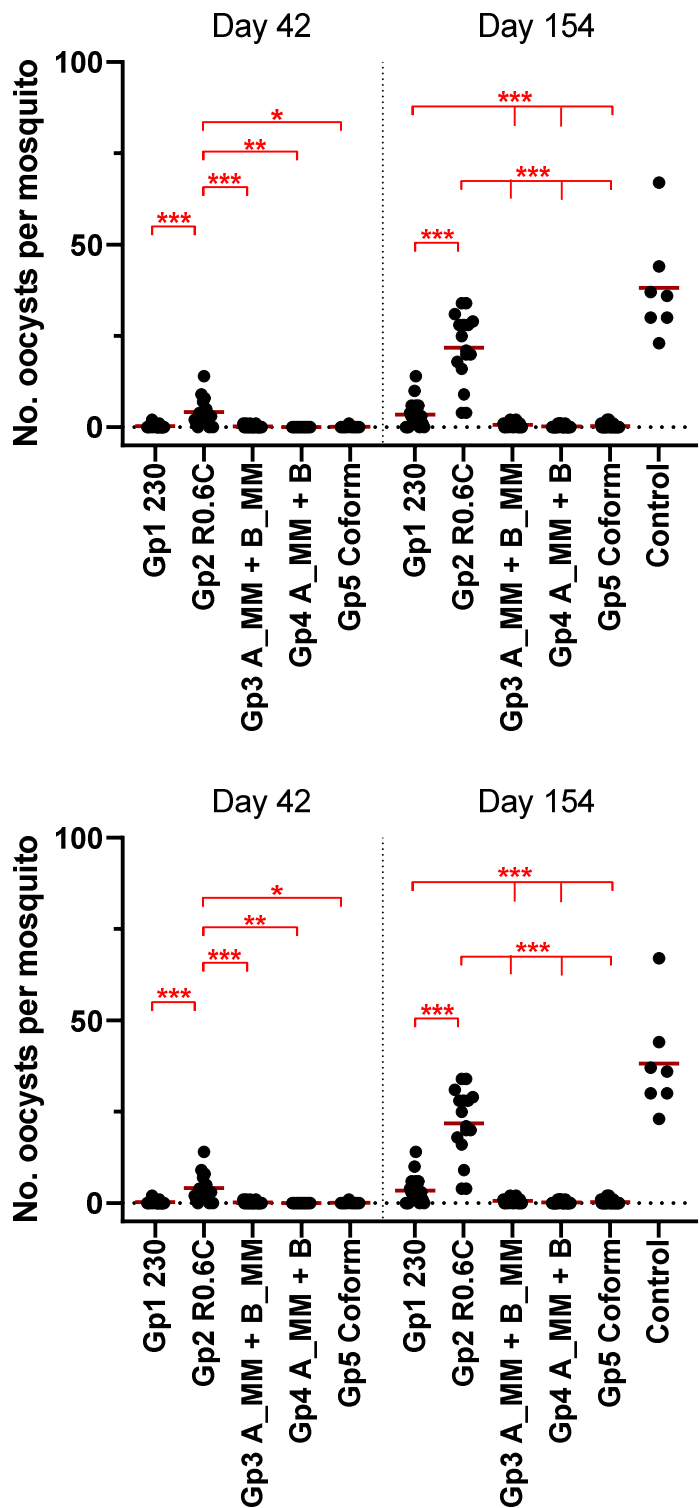 Day 42 Day 154
No. oocysts per mosquito
100
50
0
***
***
**
*
***
***
***
Gp1 230
Gp2 R0.6C
Gp3 A_MM + B_MM
Gp4 A_MM + B
Gp5 Coform
Gp1 230
Gp2 R0.6C
Gp3 A_MM + B_MM
Gp4 A_MM + B
Gp5 Coform
Control
Day 42 Day 154
No. oocysts per mosquito
100
50
0
***
***
**
*
***
***
***
Gp1 230
Gp2 R0.6C
Gp3 A_MM + B_MM
Gp4 A_MM + B
Gp5 Coform
Gp1 230
Gp2 R0.6C
Gp3 A_MM + B_MM
Gp4 A_MM + B
Gp5 Coform
Control